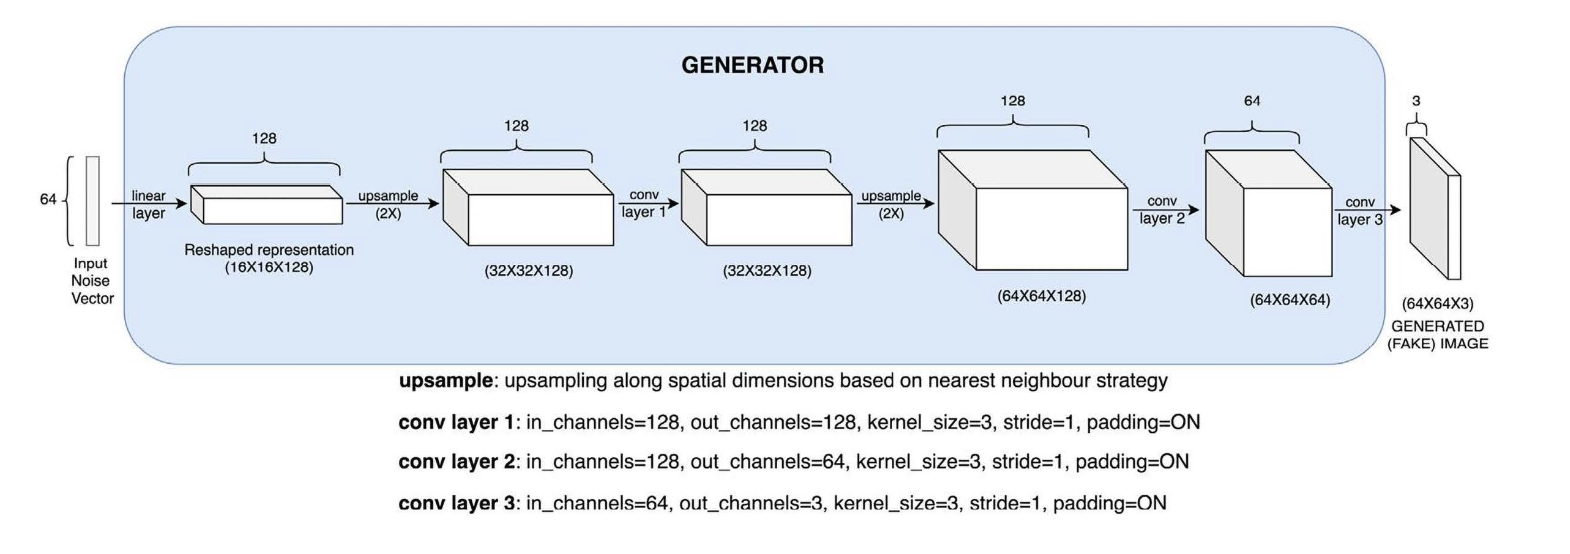 GENERATOR
64
Input
Noise
Vector
linear
layer
128
Reshaped representation
(16X16X128)
upsample
(2X)
128
(32X32X128)
conv
layer 1
128
(32X32X128)
upsample
(2X)
128
(64X64X128)
conv
layer 2
64
(64X64X64)
conv
layer 3
3
(64X64X3)
GENERATED
(FAKE) IMAGE
upsample: upsampling along spatial dimensions based on nearest neighbour strategy
conv layer 1: in_channels=128, out_channels=128, kernel_size=3, stride=1, padding=ON
conv layer 2: in_channels=128, out_channels=64, kernel_size=3, stride=1, padding=ON
conv layer 3: in_channels=64, out_channels=3, kernel_size=3, stride=1, padding=ON